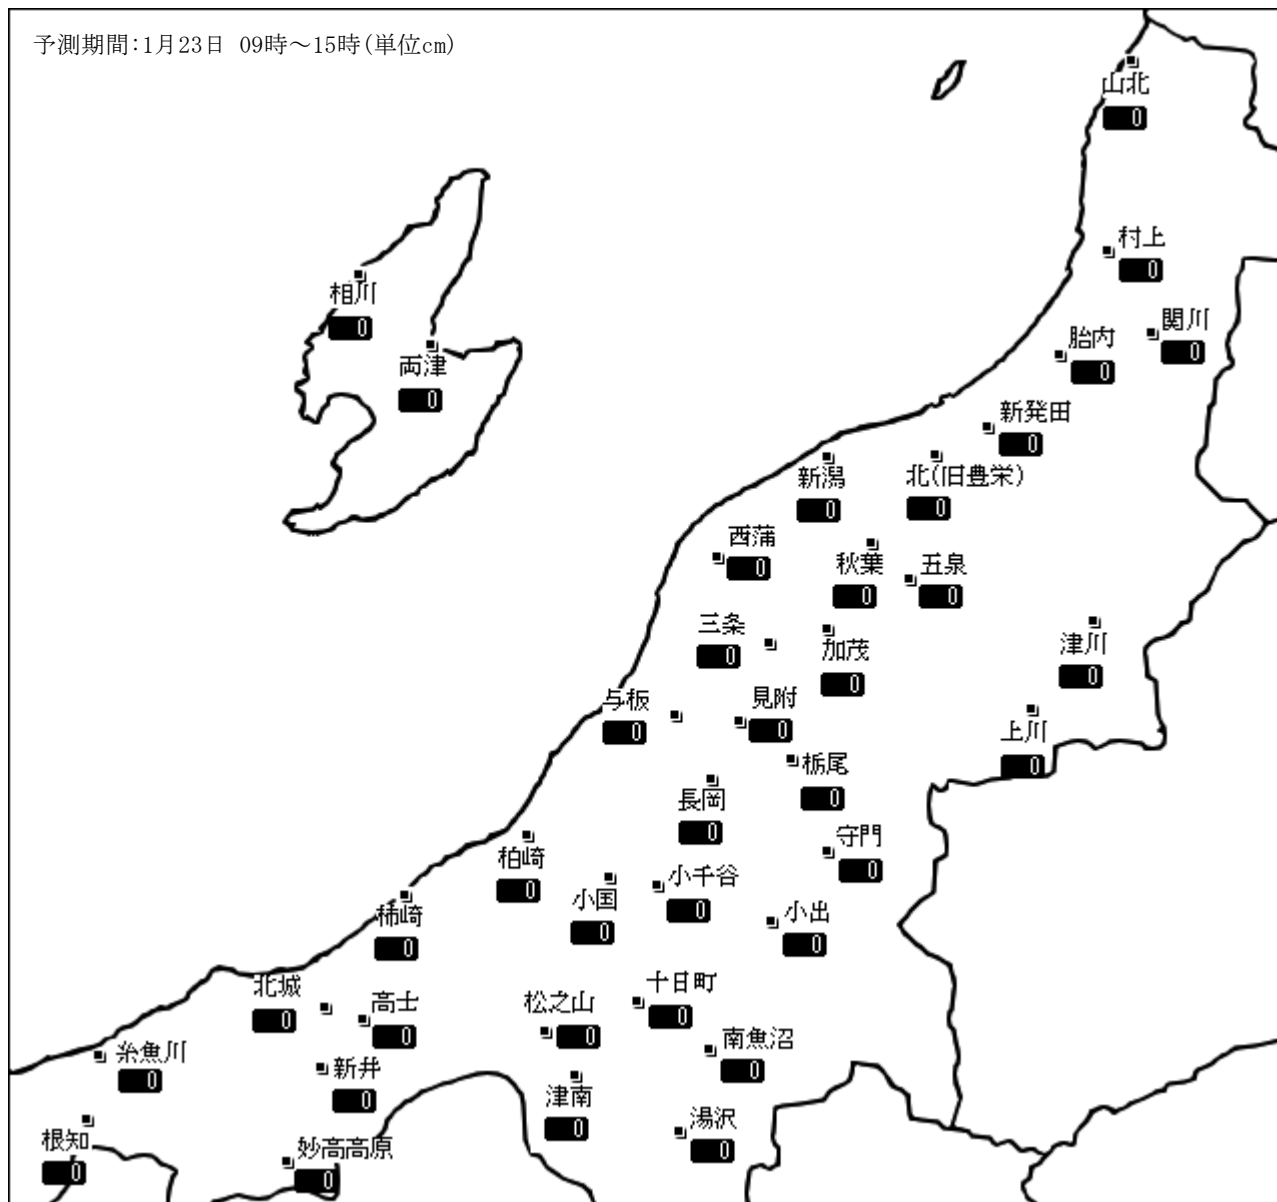 予測期間:1月23日 09時～15時(単位cm)
山北
0
村上
0
相川
0
関川
0
胎内
0
両津
0
新発田
0
新潟
0
北(旧豊栄)
0
西蒲
0
秋葉
0
五泉
0
三条
0
加茂
0
津川
0
与板
0
見附
0
上川
0
栃尾
0
長岡
0
守門
0
柏崎
0
小千谷
0
小国
0
小出
0
柿崎
0
北城
0
高士
0
松之山
0
十日町
0
南魚沼
0
糸魚川
0
新井
0
津南
0
湯沢
0
根知
0
妙高高原
0